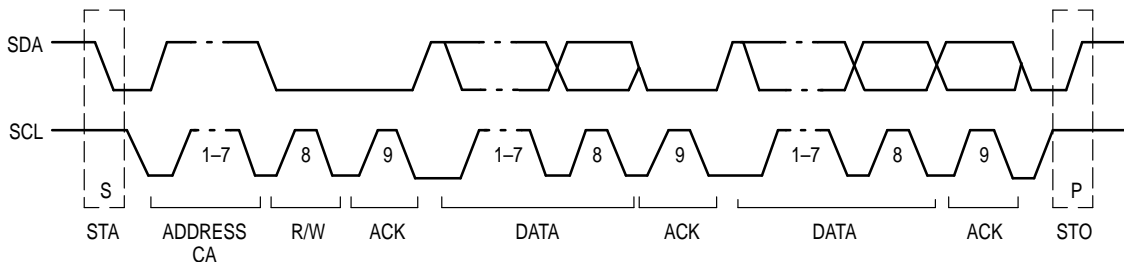 SDA
SCL
1–7 8 9 1–7 8 9 1–7 8 9
S P
STA ADDRESS R/W ACK DATA ACK DATA ACK STO
CA